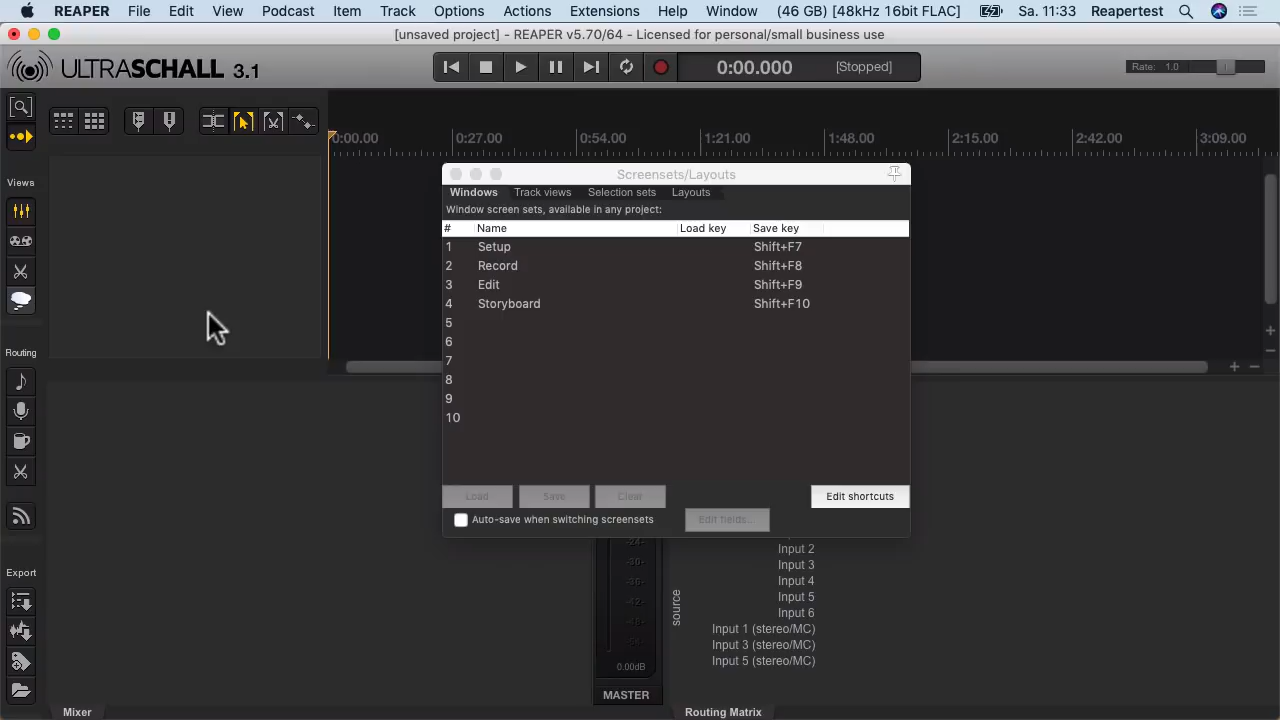 REAPER File Edit View Podcast Item Track Options Actions Extensions Help Window (46 GB) [48kHz 16bit FLAC] Sa. 11:33 Reapertest
[unsaved project] - REAPER v5.70/64 - Licensed for personal/small business use
ULTRASCHALL 3.1
0:00.000 [Stopped]
Rate: 1.0
0:00.00 0:27.00 0:54.00 1:21.00 1:48.00 2:15.00 2:42.00 3:09.00
Views
Routing
Export
Screensets/Layouts
Windows Track views Selection sets Layouts
Window screen sets, available in any project:
# Name Load key Save key
1 Setup Shift+F7
2 Record Shift+F8
3 Edit Shift+F9
4 Storyboard Shift+F10
5
6
7
8
9
10
Load Save Clear Edit shortcuts
Auto-save when switching screensets Edit fields...
-24-
-30-
-36-
-42-
-48-
-54-
0.00dB
MASTER
source
Input 2
Input 3
Input 4
Input 5
Input 6
Input 1 (stereo/MC)
Input 3 (stereo/MC)
Input 5 (stereo/MC)
Mixer
Routing Matrix